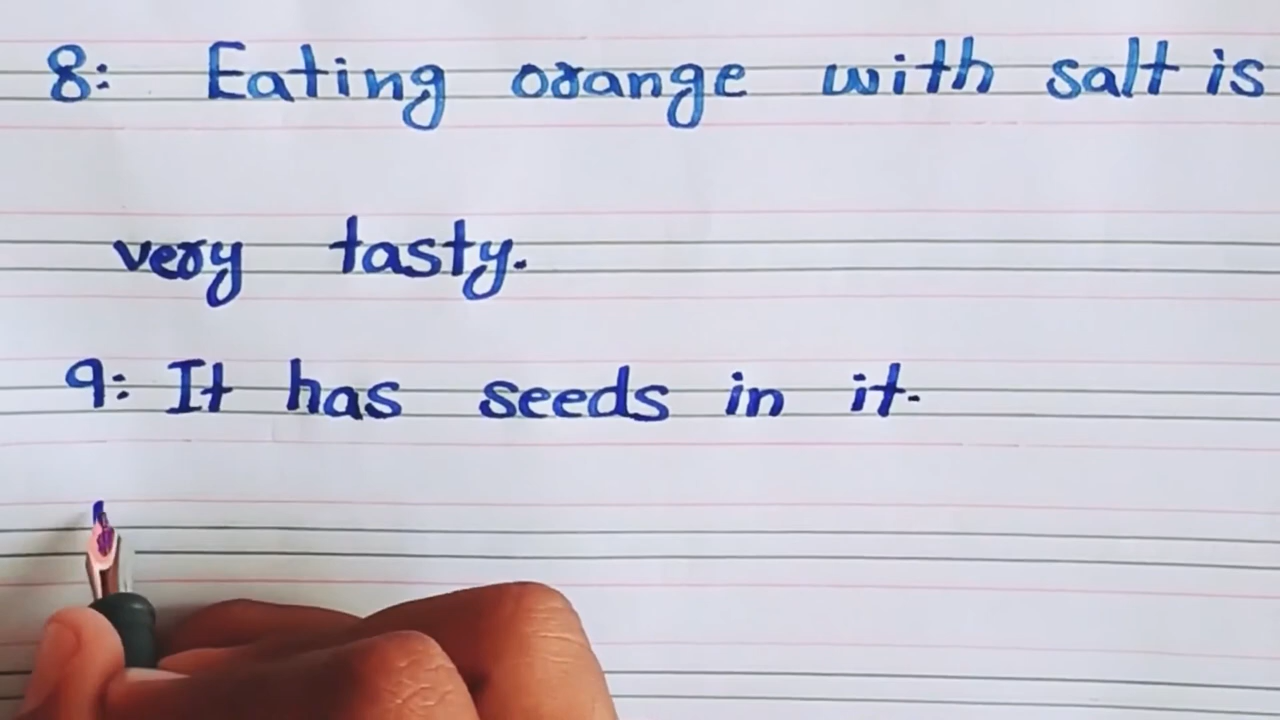 8: Eating orange with salt is
very tasty.
9: It has seeds in it.